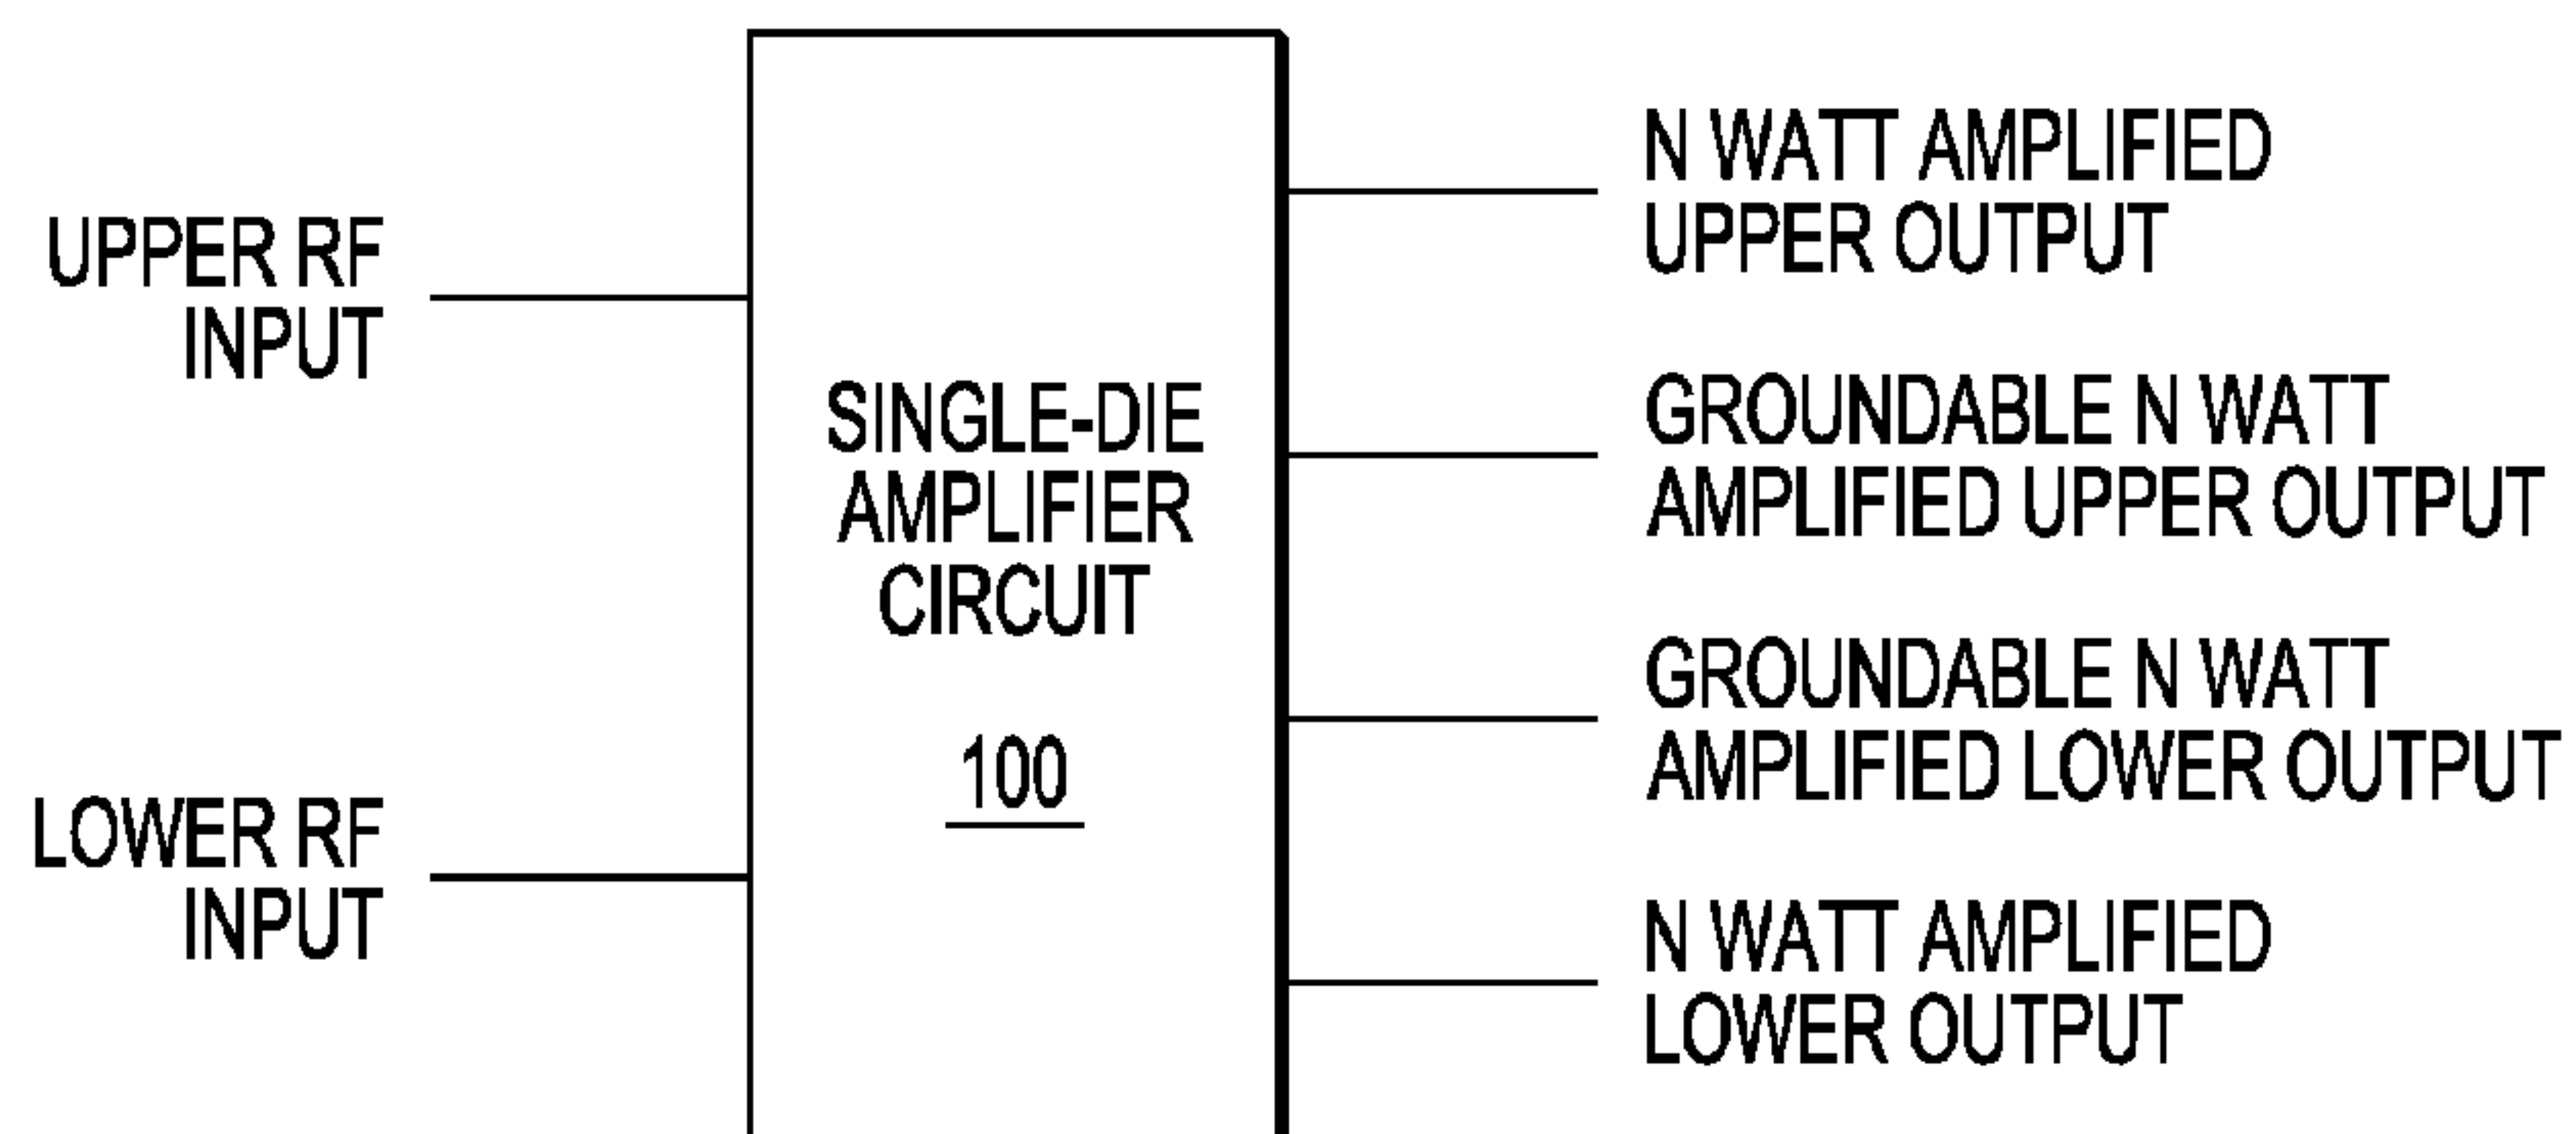 UPPER RF
INPUT
LOWER RF
INPUT
SINGLE-DIE
AMPLIFIER
CIRCUIT
100
N WATT AMPLIFIED
UPPER OUTPUT
GROUNDABLE N WATT
AMPLIFIED UPPER OUTPUT
GROUNDABLE N WATT
AMPLIFIED LOWER OUTPUT
N WATT AMPLIFIED
LOWER OUTPUT